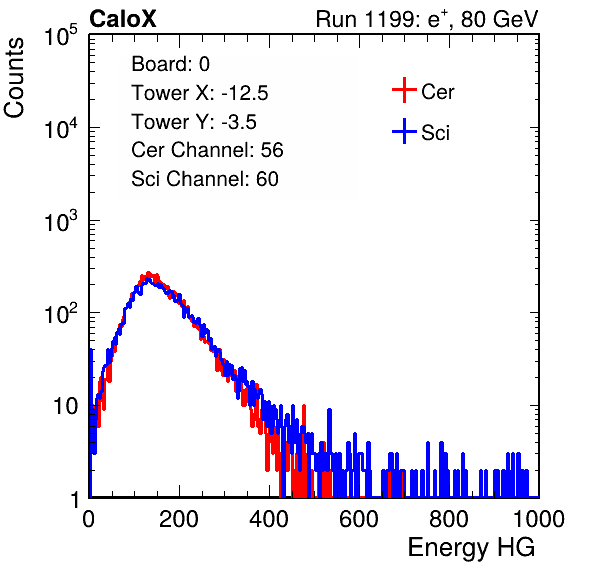 CaloX Run 1199: e⁺, 80 GeV
Counts
Board: 0
Tower X: -12.5
Tower Y: -3.5
Cer Channel: 56
Sci Channel: 60
Cer
Sci
10⁵
10⁴
10³
10²
10
1
0 200 400 600 800 1000
Energy HG